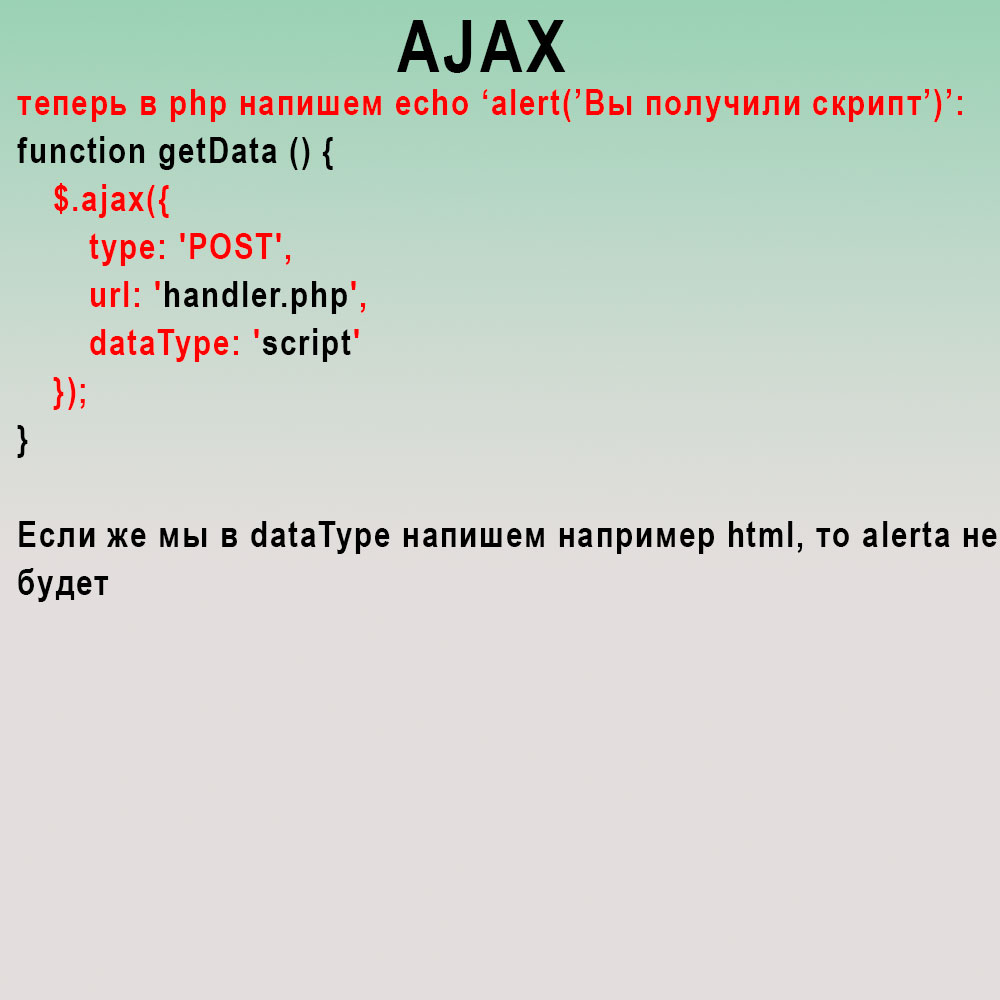 AJAX
теперь в php напишем echo ‘alert(’Вы получили скрипт’)’:
function getData () {
$.ajax({
type: 'POST',
url: 'handler.php',
dataType: 'script'
});
}
Если же мы в dataType напишем например html, то alerta не
будет